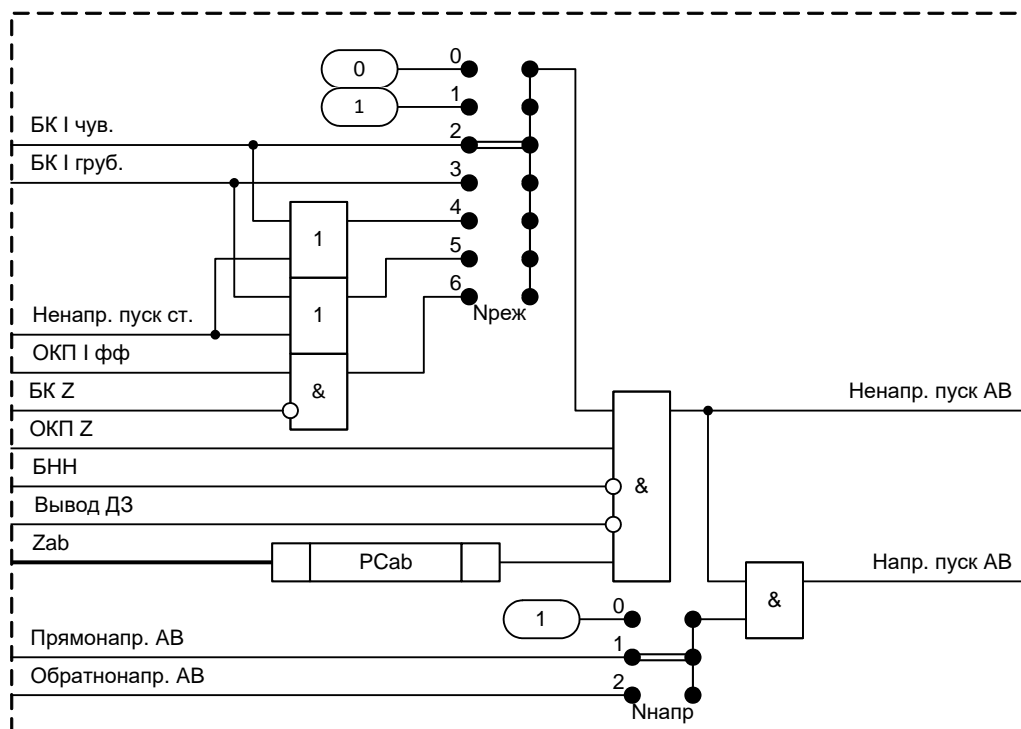 0
0
1
1
БК I чув.
2
БК I груб.
3
4
1
5
1
6
Nреж
Ненапр. пуск ст.
ОКП I фф
&
БК Z
Ненапр. пуск АВ
ОКП Z
БНН
&
Вывод ДЗ
Zab
PCab
Напр. пуск АВ
&
1
0
Прямонапр. АВ
1
Обратнонапр. АВ
2
Nнапр